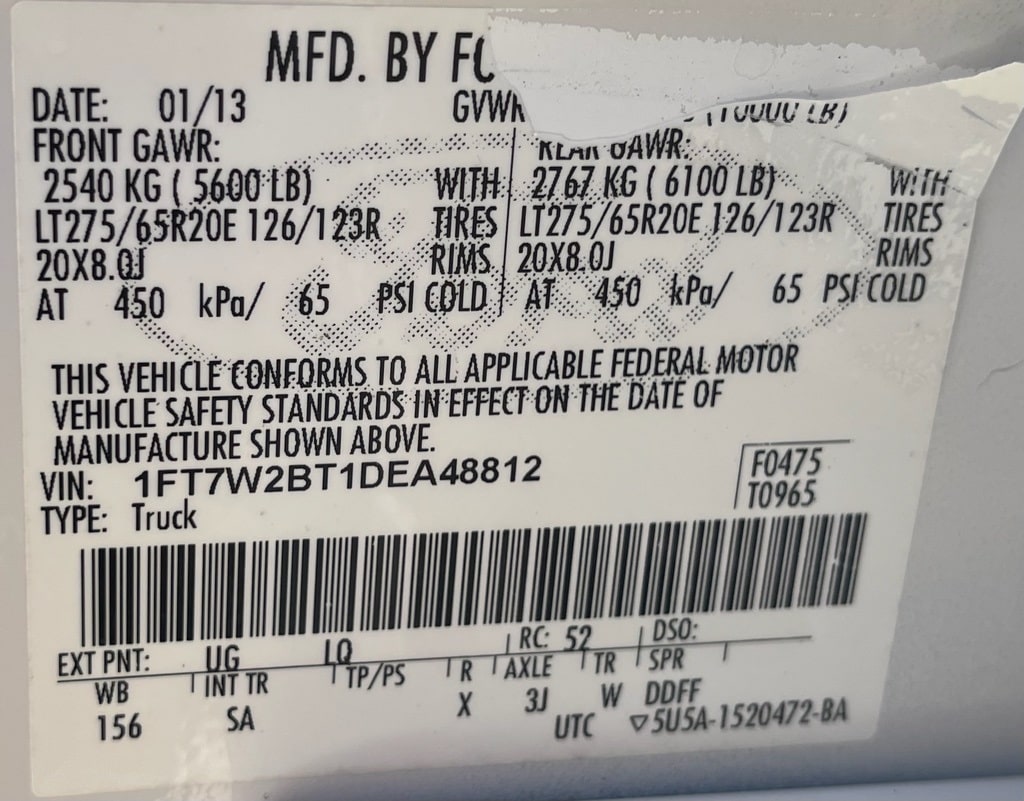 MFD. BY
DATE: 01/13 GVWR (10000 LB)
FRONT GAWR: REAR GAWR:
2540 KG ( 5600 LB) WITH 2767 KG ( 6100 LB) WITH
LT275/65R20E 126/123R TIRES LT275/65R20E 126/123R TIRES
20X8.0J RIMS 20X8.0J RIMS
AT 450 kPa/ 65 PSI COLD AT 450 kPa/ 65 PSI COLD
THIS VEHICLE CONFORMS TO ALL APPLICABLE FEDERAL MOTOR
VEHICLE SAFETY STANDARDS IN EFFECT ON THE DATE OF
MANUFACTURE SHOWN ABOVE.
VIN: 1FT7W2BT1DEA48812
F0475
TYPE: Truck T0965
EXT PNT: UG LQ RC: 52 DSO:
WB INT TR TP/PS R AXLE TR SPR
156 SA X 3J W DDFF
UTC ▽5U5A-1520472-BA